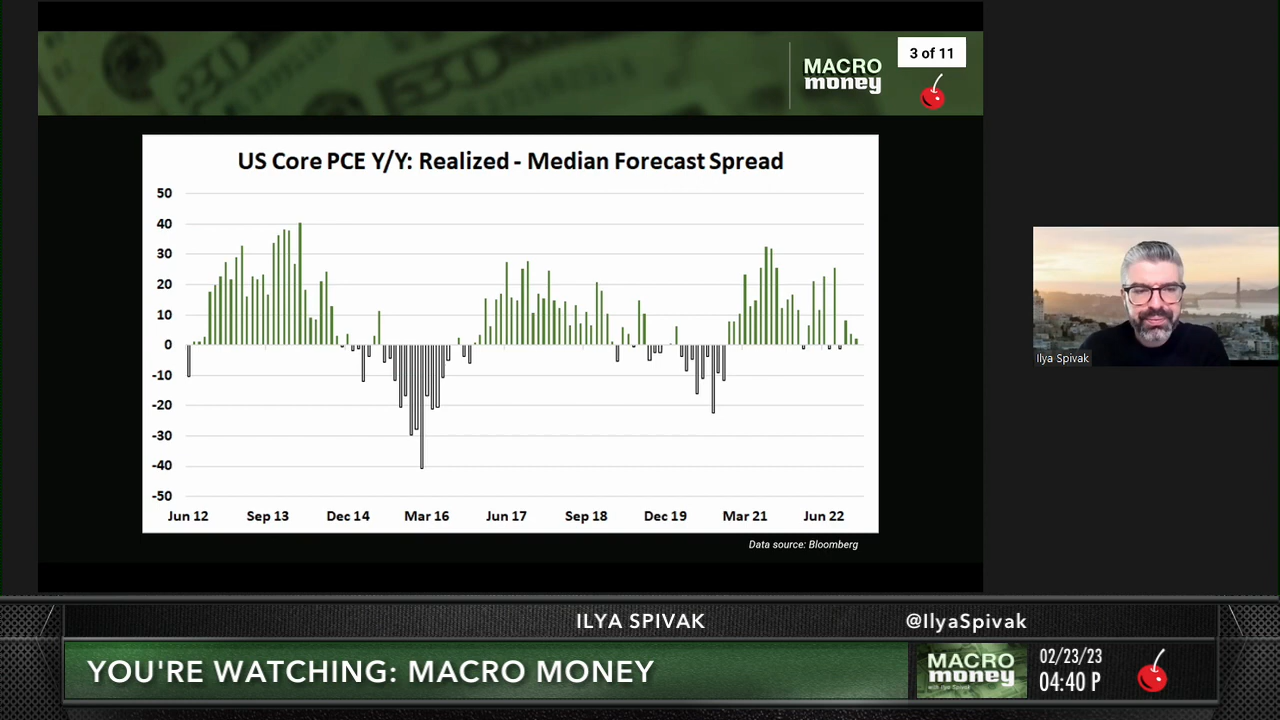 MACRO
money
3 of 11
US Core PCE Y/Y: Realized - Median Forecast Spread
50
40
30
20
10
0
-10
-20
-30
-40
-50
Jun 12 Sep 13 Dec 14 Mar 16 Jun 17 Sep 18 Dec 19 Mar 21 Jun 22
Data source: Bloomberg
Ilya Spivak
ILYA SPIVAK @IlyaSpivak
YOU'RE WATCHING: MACRO MONEY
MACRO
money
with Ilya Spivak
02/23/23
04:40 P